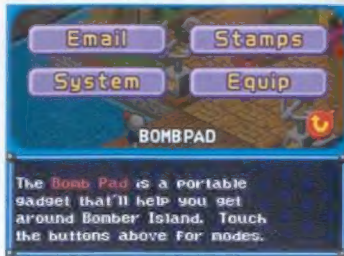 Email Stamps
System Equip
BOMBPAD
The Bomb Pad is a portable
gadget that'll help you get
around Bomber Island. Touch
the buttons above for modes.